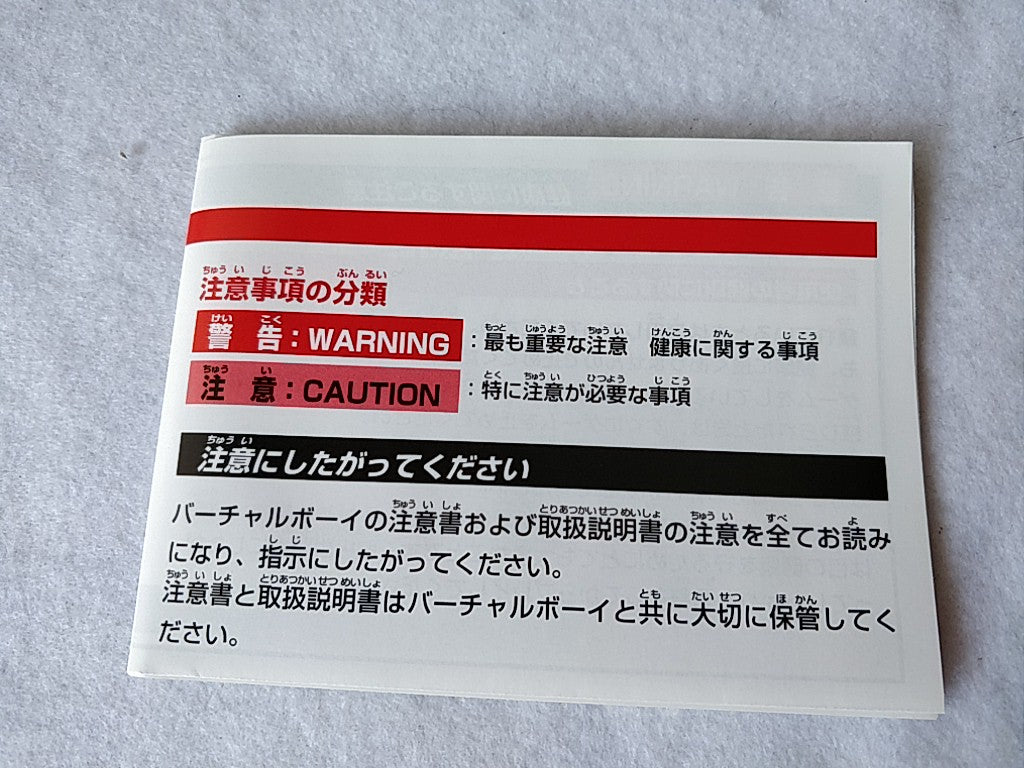 注意事項の分類
警 告：WARNING ：最も重要な注意 健康に関する事項
注 意：CAUTION ：特に注意が必要な事項
注意にしたがってください
バーチャルボーイの注意書および取扱説明書の注意を全てお読み
になり、指示にしたがってください。
注意書と取扱説明書はバーチャルボーイと共に大切に保管してく
ださい。